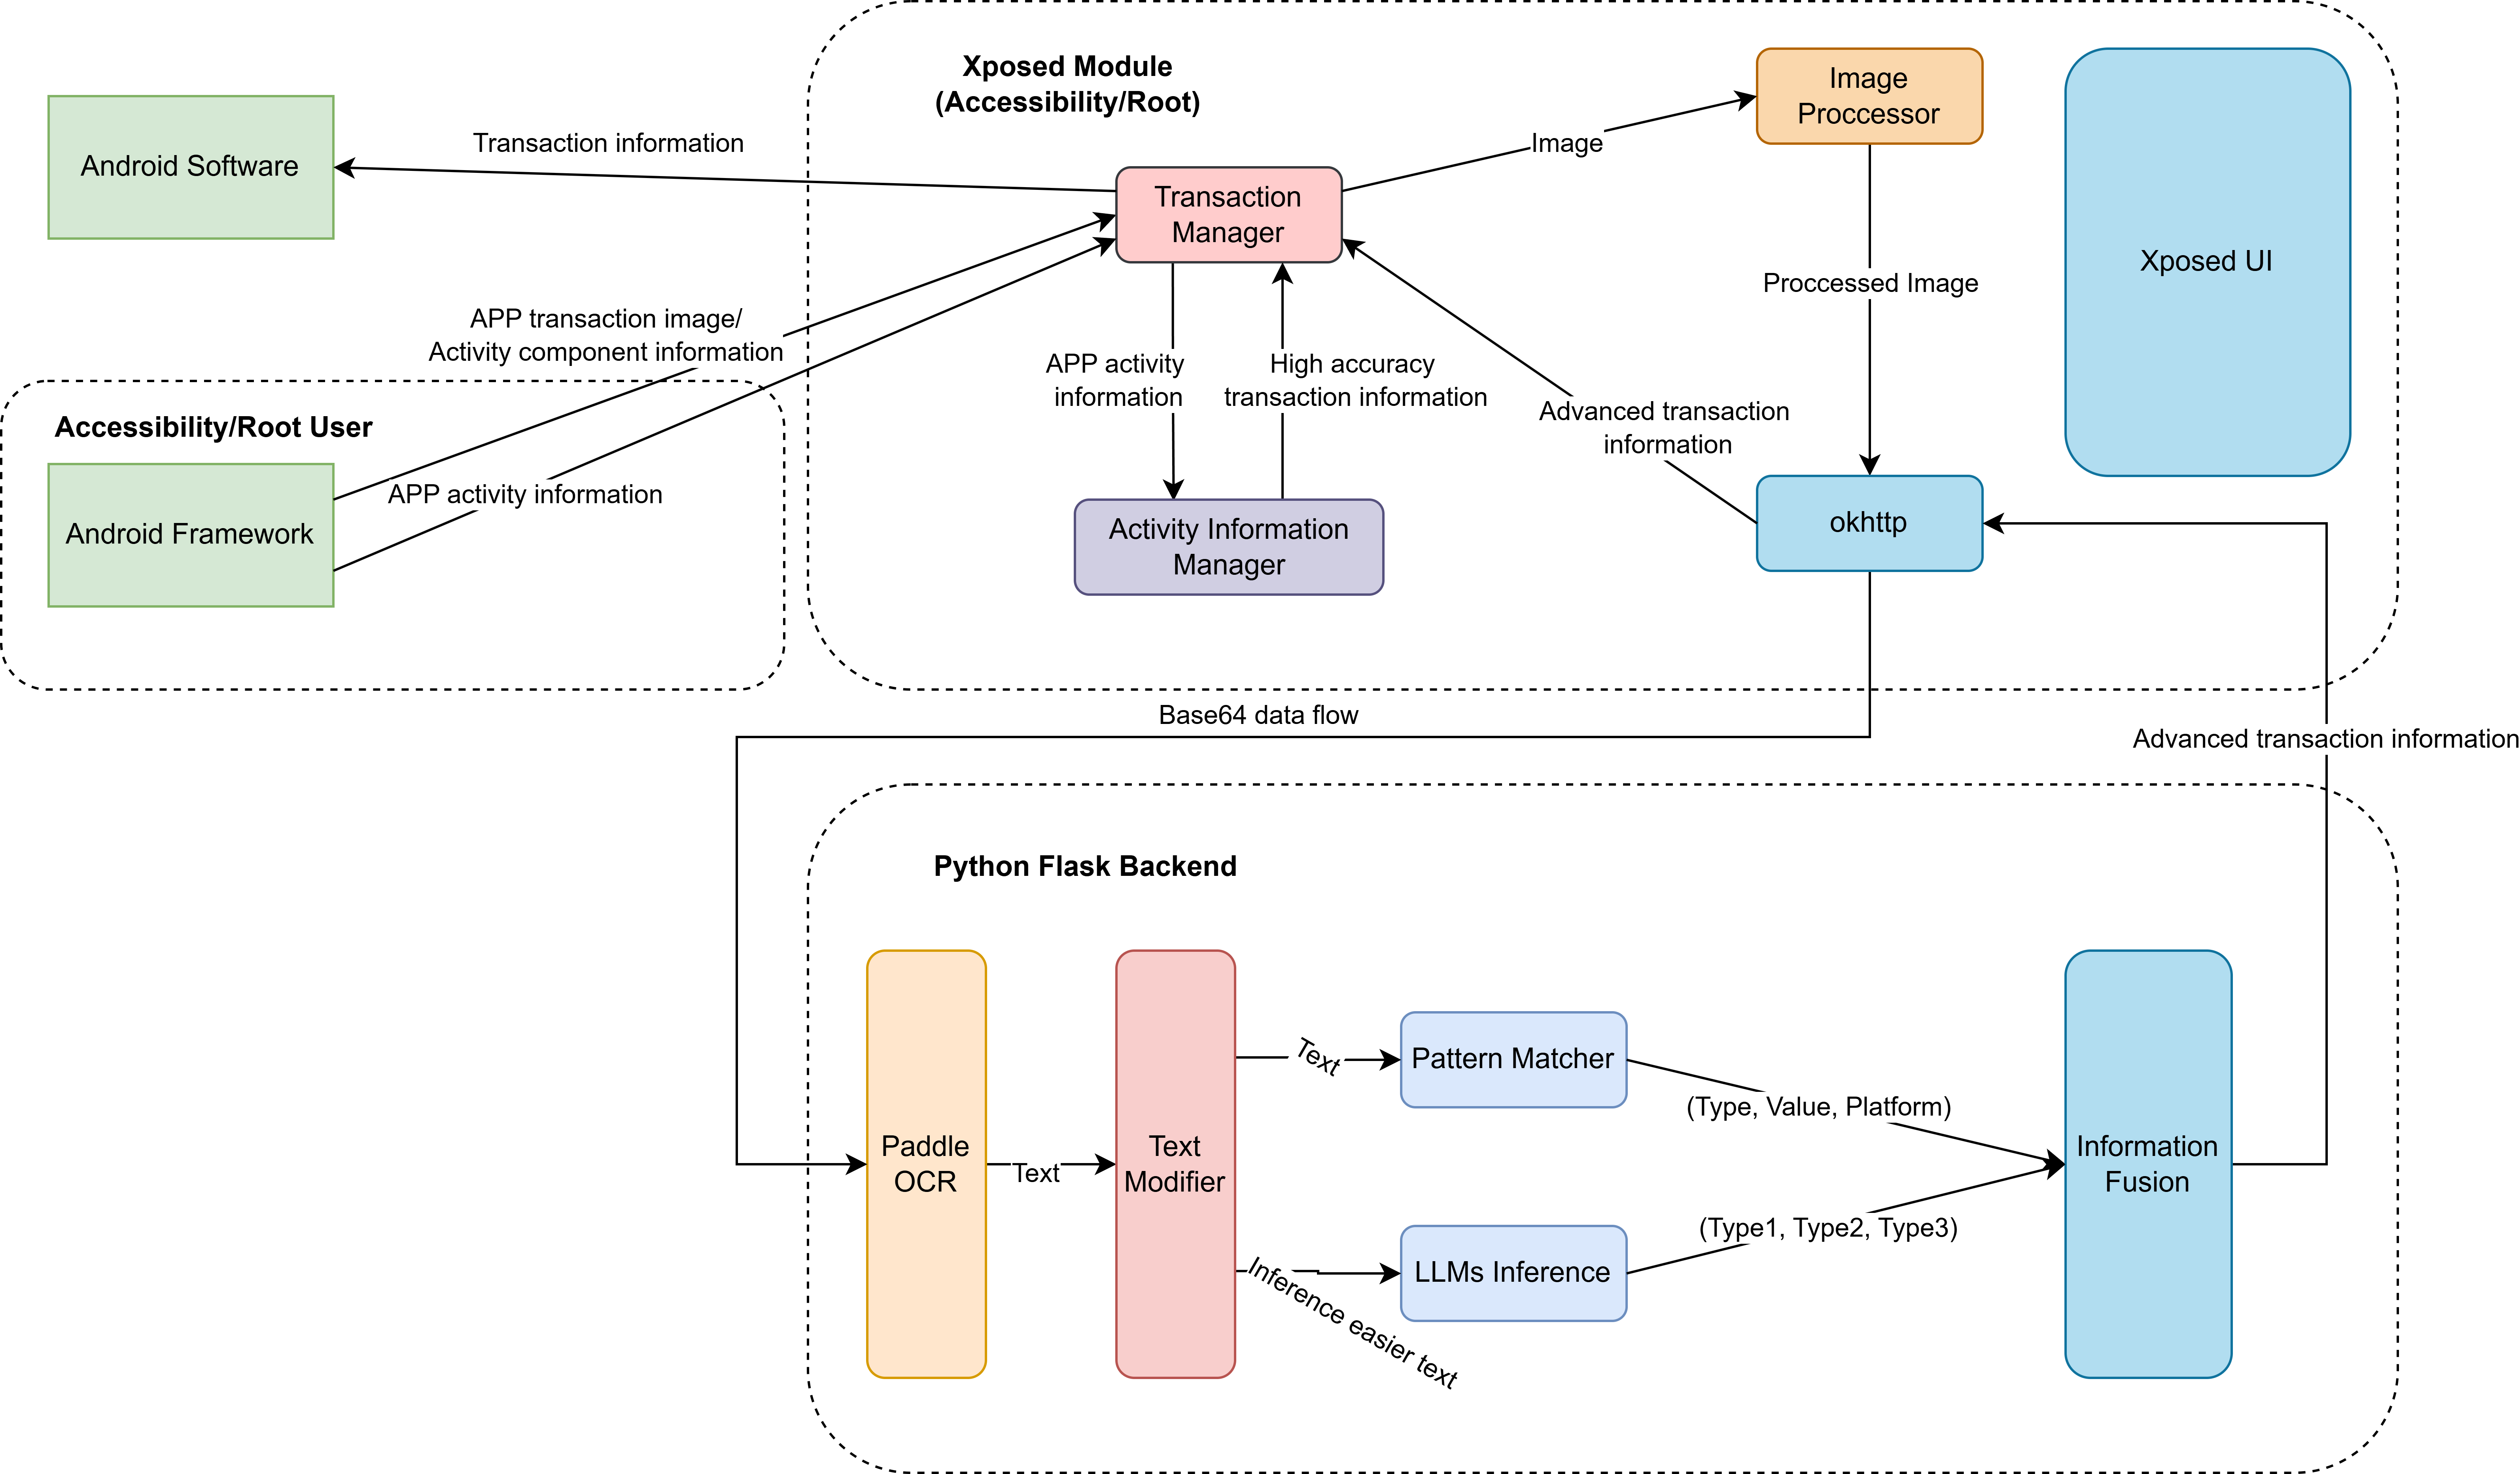 Xposed Module
(Accessibility/Root)
Image
Proccessor
Xposed UI
Android Software
Transaction information
Transaction
Manager
Image
Proccessed Image
APP transaction image/
Activity component information
APP activity
information
High accuracy
transaction information
Advanced transaction
information
Accessibility/Root User
APP activity information
Android Framework
Activity Information
Manager
okhttp
Base64 data flow
Advanced transaction information
Python Flask Backend
Paddle
OCR
Text
Text
Modifier
Text
Pattern Matcher
(Type, Value, Platform)
Inference easier text
LLMs Inference
(Type1, Type2, Type3)
Information
Fusion